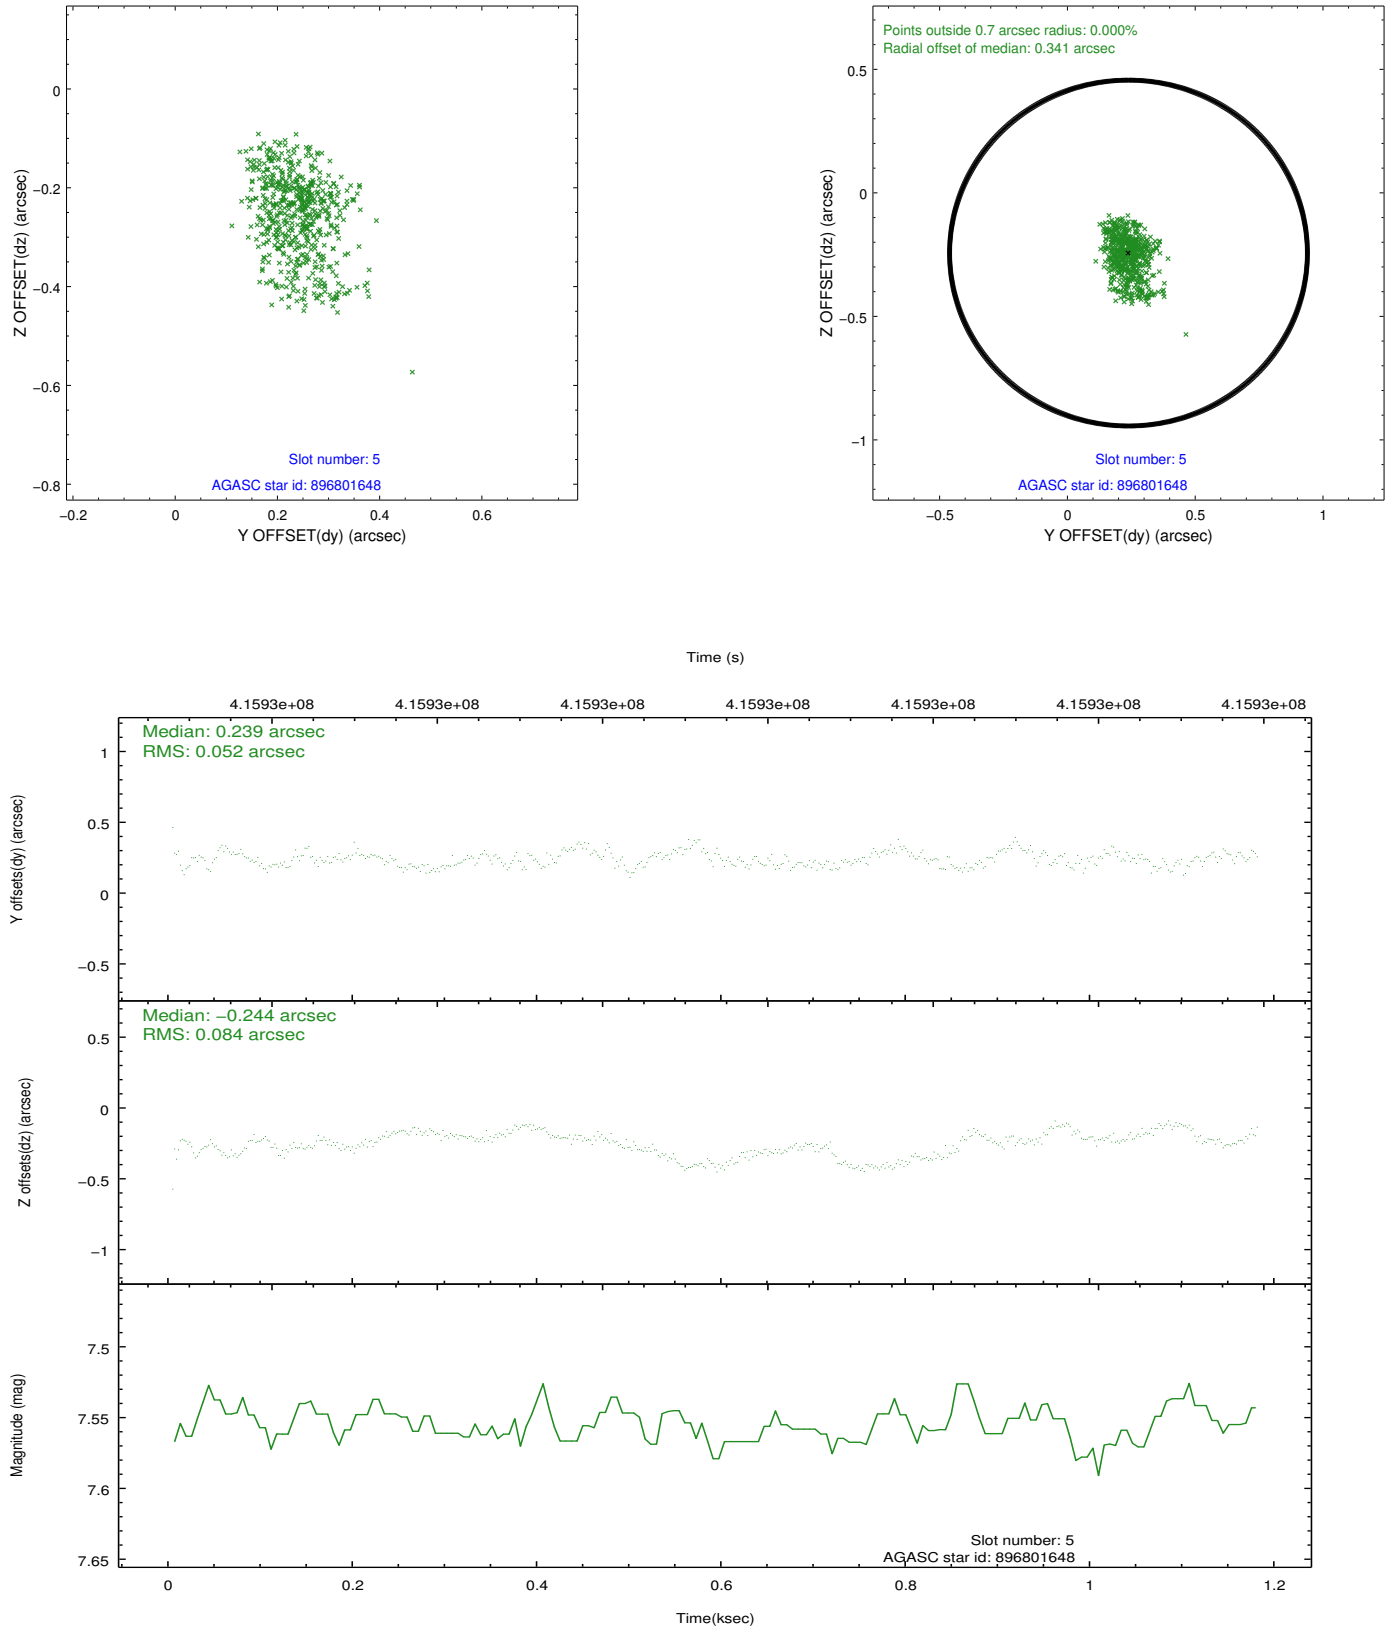 0
−0.2
−0.4
−0.6
−0.8
Z OFFSET(dz) (arcsec)
Slot number: 5
AGASC star id: 896801648
−0.2 0 0.2 0.4 0.6
Y OFFSET(dy) (arcsec)
Points outside 0.7 arcsec radius: 0.000%
Radial offset of median: 0.341 arcsec
0.5
0
−0.5
−1
Z OFFSET(dz) (arcsec)
Slot number: 5
AGASC star id: 896801648
−0.5 0 0.5 1
Y OFFSET(dy) (arcsec)
Time (s)
4.1593e+08 4.1593e+08 4.1593e+08 4.1593e+08 4.1593e+08 4.1593e+08 4.1593e+08
Median: 0.239 arcsec
RMS: 0.052 arcsec
1
0.5
0
−0.5
Y offsets(dy) (arcsec)
Median: −0.244 arcsec
RMS: 0.084 arcsec
0.5
0
−0.5
−1
Z offsets(dz) (arcsec)
7.5
7.55
7.6
7.65
Magnitude (mag)
Slot number: 5
AGASC star id: 896801648
0 0.2 0.4 0.6 0.8 1 1.2
Time(ksec)